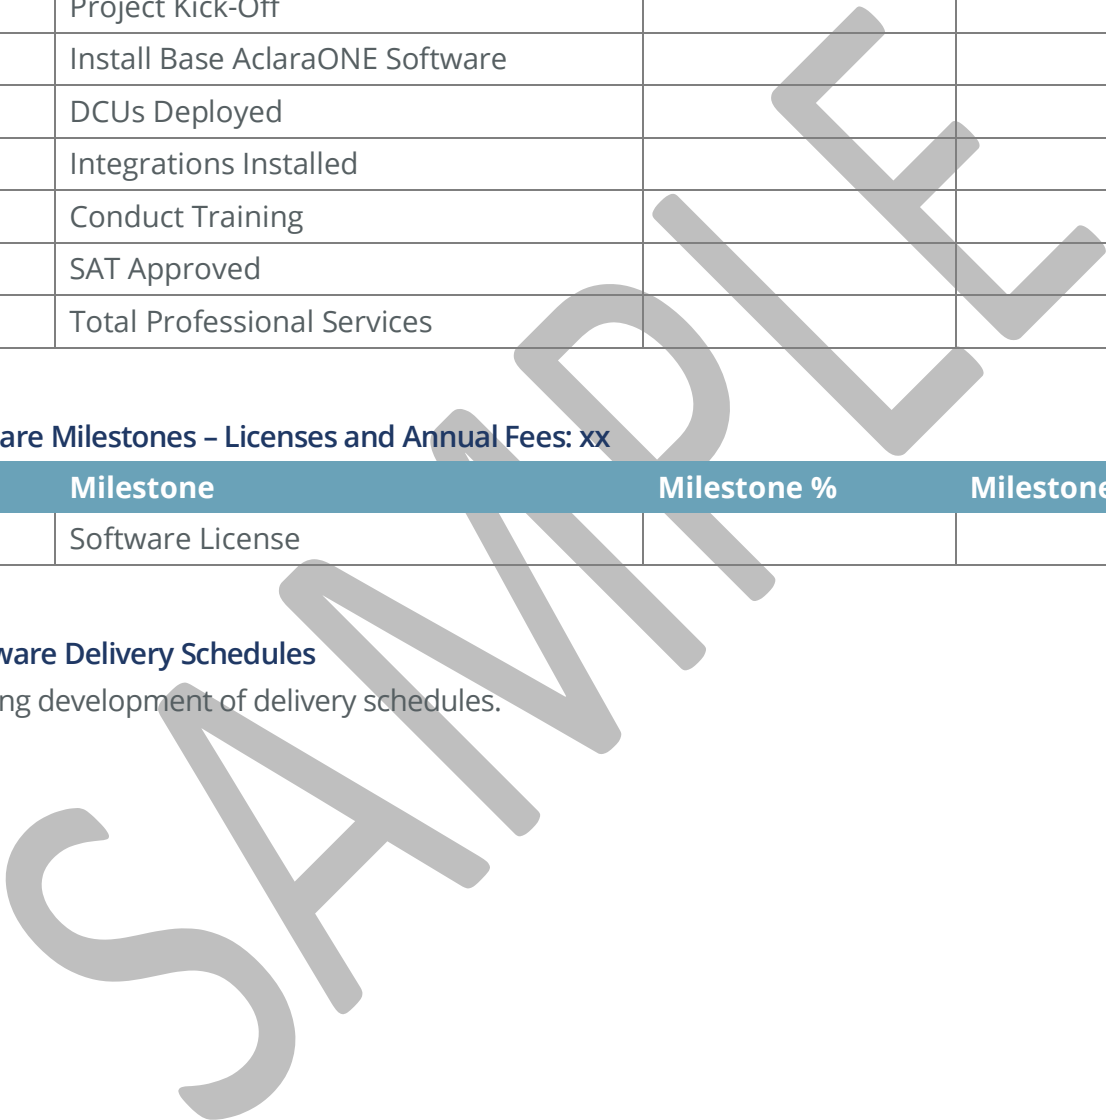 Project Kick-Off
Install Base AclaraONE Software
DCUs Deployed
Integrations Installed
Conduct Training
SAT Approved
Total Professional Services
are Milestones – Licenses and Annual Fees: xx
Milestone Milestone % Milestone
Software License
ware Delivery Schedules
ng development of delivery schedules.
SAMPLE